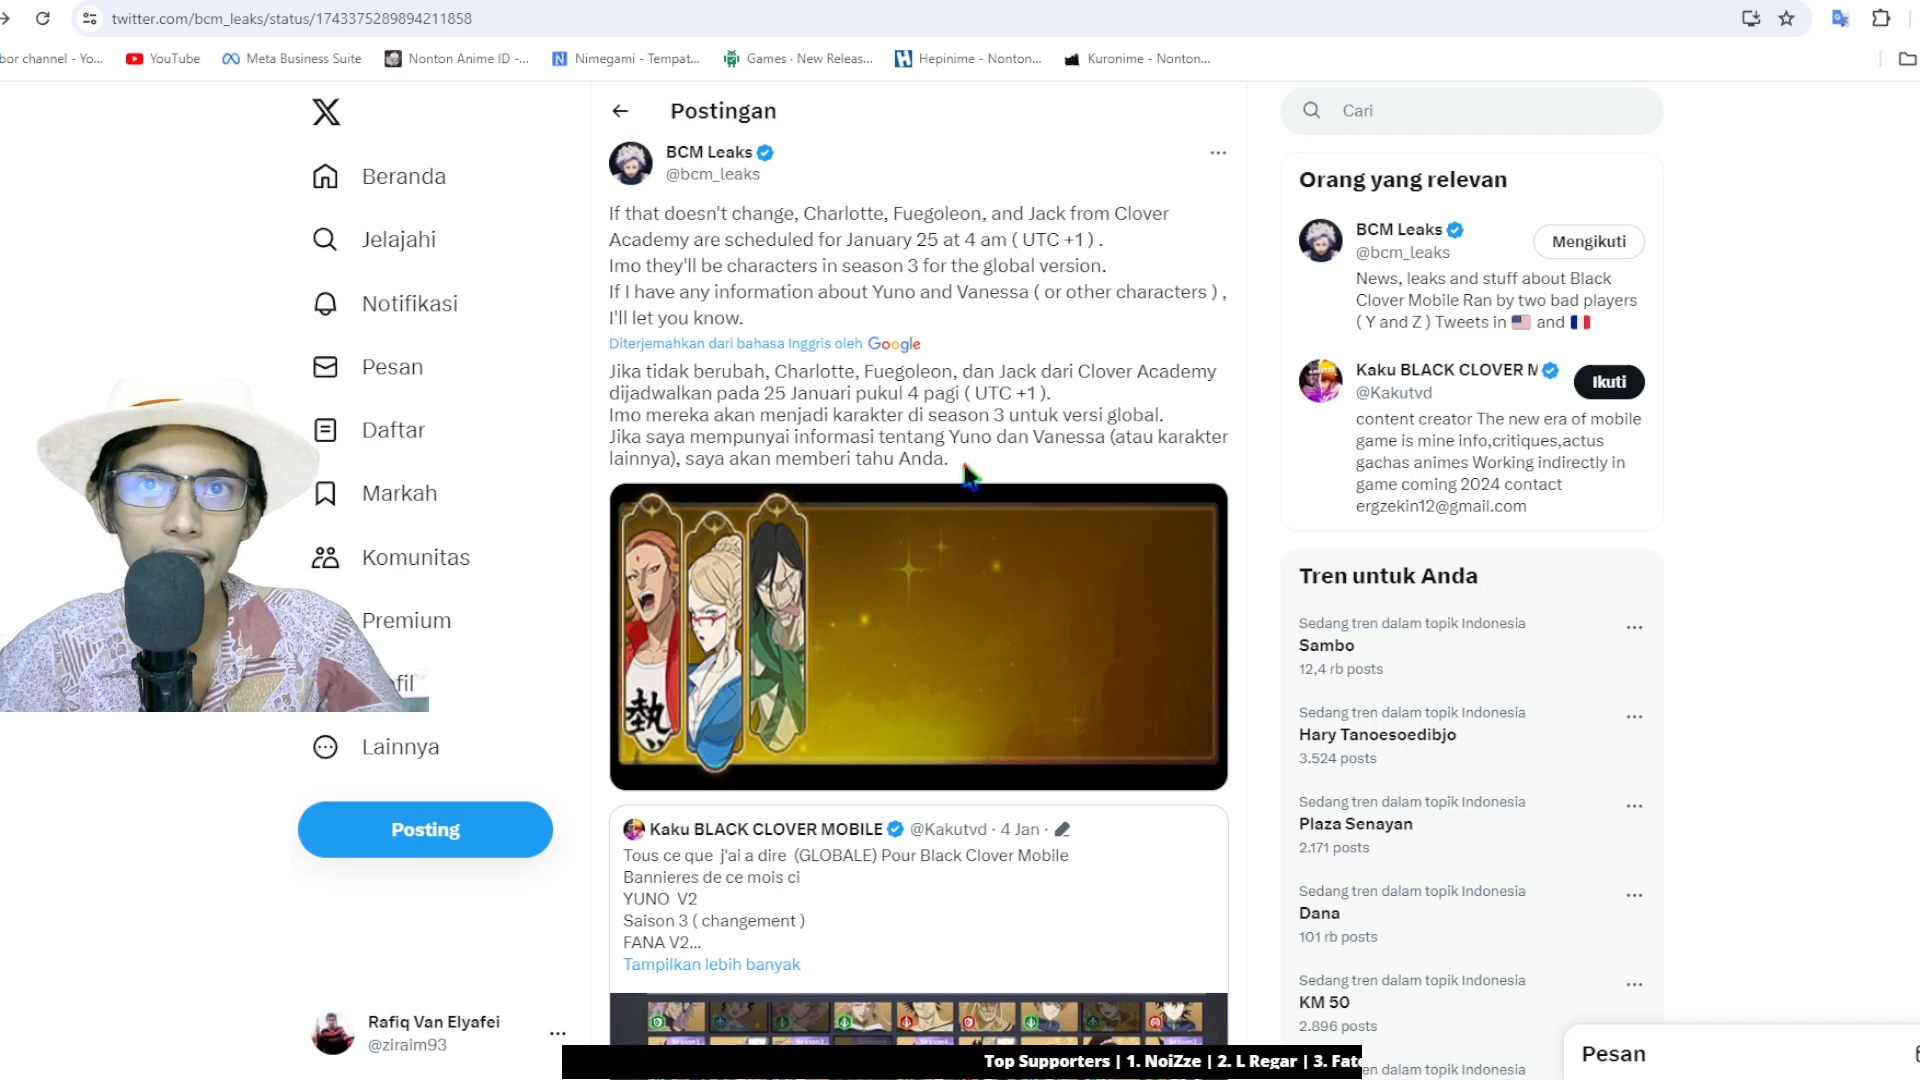 twitter.com/bcm_leaks/status/1743375289894211858
bor channel - Yo...
YouTube
Meta Business Suite
Nonton Anime ID -...
Nimegami - Tempat...
Games · New Releas...
Hepinime - Nonton...
Kuronime - Nonton...
Beranda
Jelajahi
Notifikasi
Pesan
Daftar
Markah
Komunitas
Premium
fil
Lainnya
Posting
Rafiq Van Elyafei
@ziraim93
Postingan
BCM Leaks
@bcm_leaks
If that doesn't change, Charlotte, Fuegoleon, and Jack from Clover
Academy are scheduled for January 25 at 4 am ( UTC +1 ) .
Imo they'll be characters in season 3 for the global version.
If I have any information about Yuno and Vanessa ( or other characters ) ,
I'll let you know.
Diterjemahkan dari bahasa Inggris oleh Google
Jika tidak berubah, Charlotte, Fuegoleon, dan Jack dari Clover Academy
dijadwalkan pada 25 Januari pukul 4 pagi ( UTC +1 ).
Imo mereka akan menjadi karakter di season 3 untuk versi global.
Jika saya mempunyai informasi tentang Yuno dan Vanessa (atau karakter
lainnya), saya akan memberi tahu Anda.
熱
Kaku BLACK CLOVER MOBILE @Kakutvd · 4 Jan ·
Tous ce que j'ai a dire (GLOBALE) Pour Black Clover Mobile
Bannieres de ce mois ci
YUNO V2
Saison 3 ( changement )
FANA V2...
Tampilkan lebih banyak
Top Supporters | 1. NoiZze | 2. L Regar | 3. Fate
Cari
Orang yang relevan
BCM Leaks
@bcm_leaks
Mengikuti
News, leaks and stuff about Black
Clover Mobile Ran by two bad players
( Y and Z ) Tweets in 🇺🇸 and 🇫🇷
Kaku BLACK CLOVER M
@Kakutvd
Ikuti
content creator The new era of mobile
game is mine info,critiques,actus
gachas animes Working indirectly in
game coming 2024 contact
ergzekin12@gmail.com
Tren untuk Anda
Sedang tren dalam topik Indonesia
Sambo
12,4 rb posts
Sedang tren dalam topik Indonesia
Hary Tanoesoedibjo
3.524 posts
Sedang tren dalam topik Indonesia
Plaza Senayan
2.171 posts
Sedang tren dalam topik Indonesia
Dana
101 rb posts
Sedang tren dalam topik Indonesia
KM 50
2.896 posts
Pesan